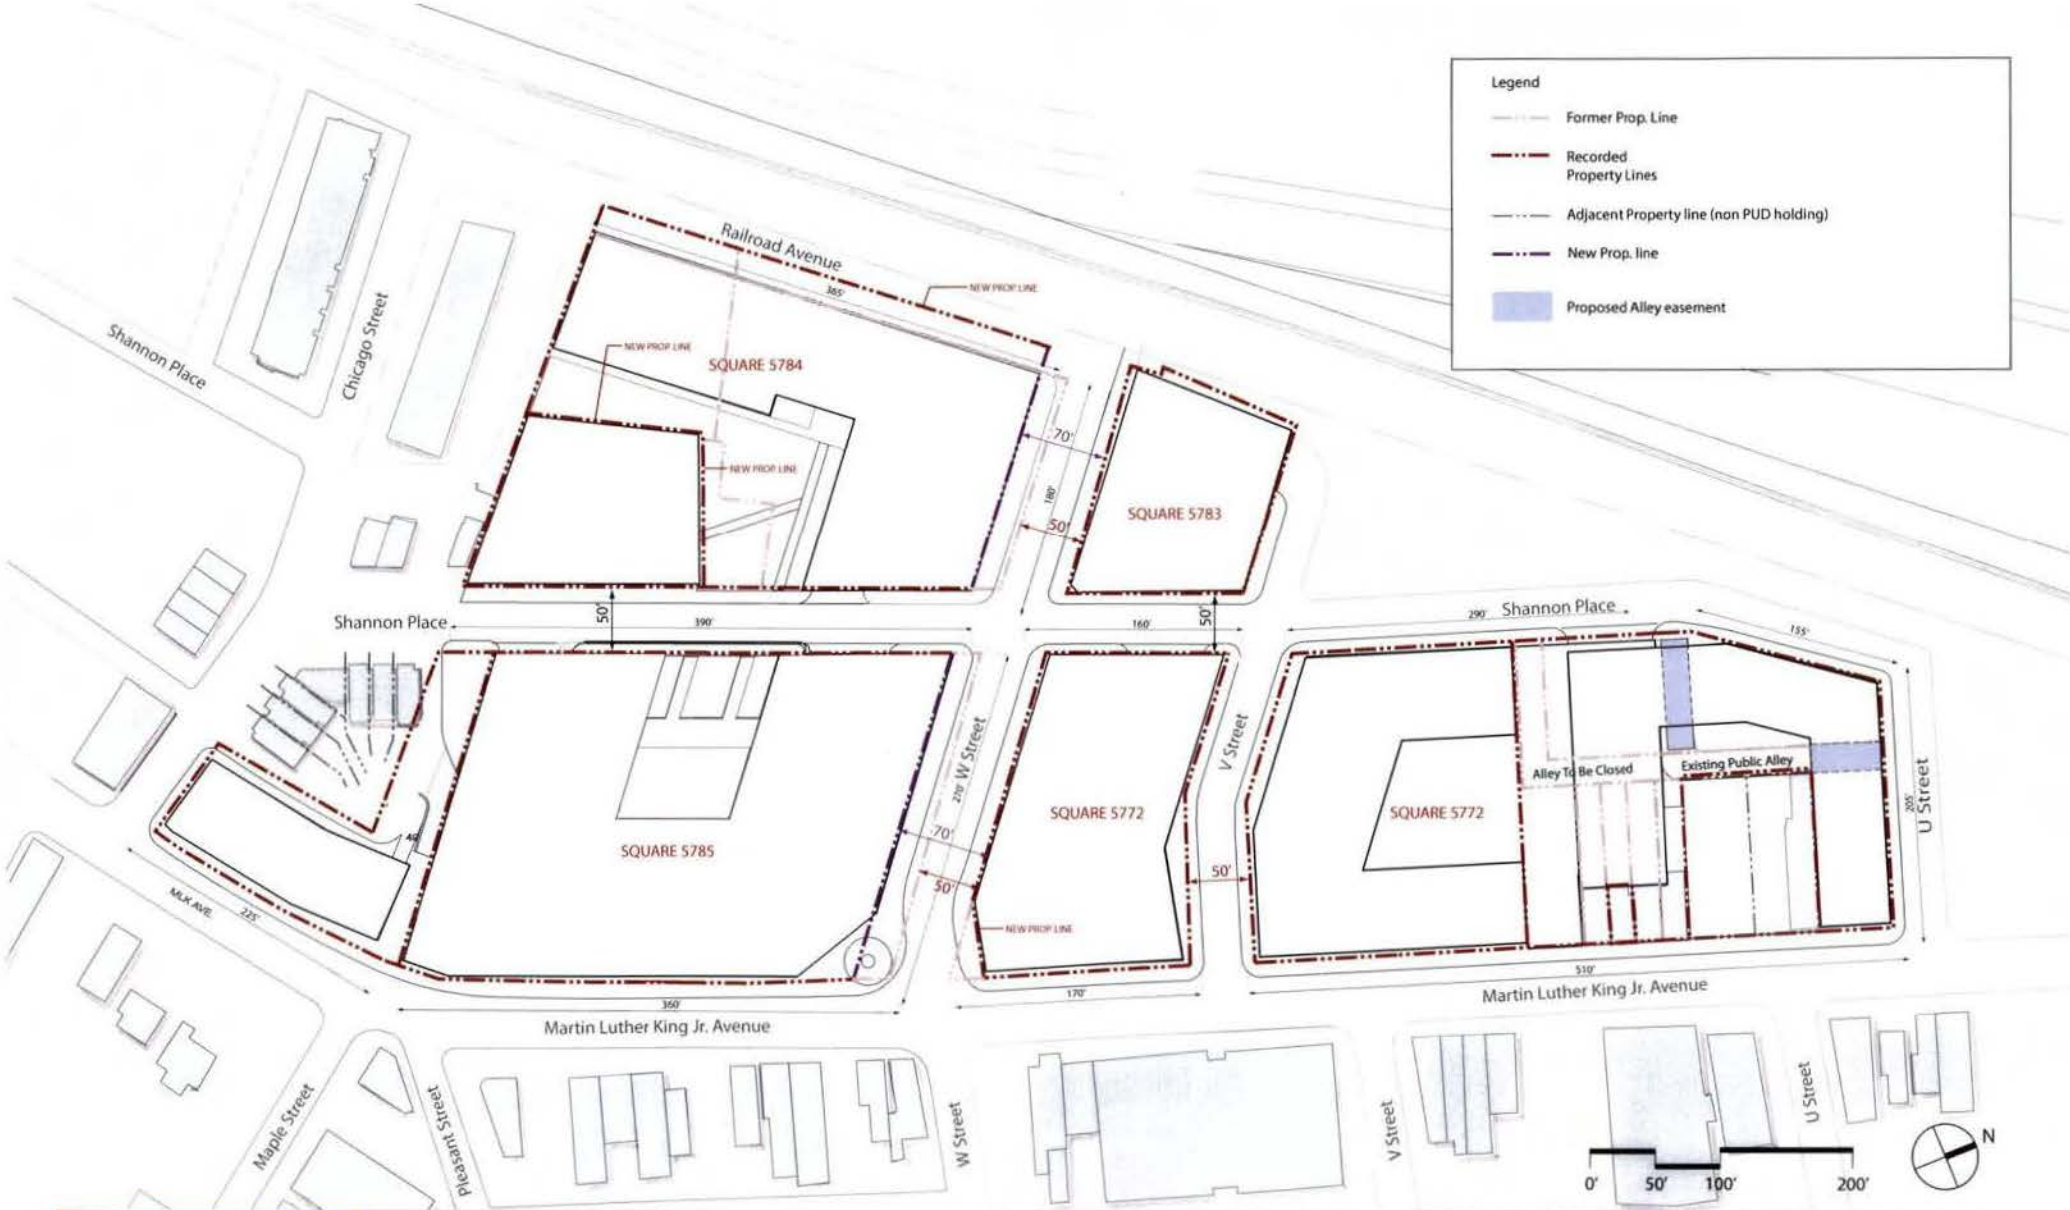 Legend
Former Prop. Line
Recorded
Property Lines
Adjacent Property line (non PUD holding)
New Prop. line
Proposed Alley easement
Railroad Avenue
365'
NEW PROP. LINE
NEW PROP. LINE
SQUARE 5784
NEW PROP. LINE
Shannon Place
Chicago Street
70'
180'
50'
SQUARE 5783
Shannon Place
50'
390'
160'
50'
290'
Shannon Place
155'
W Street
270'
V Street
70'
50'
SQUARE 5785
SQUARE 5772
50'
NEW PROP. LINE
SQUARE 5772
Alley To Be Closed
Existing Public Alley
205'
U Street
MLK AVE.
225'
360'
Martin Luther King Jr. Avenue
170'
510'
Martin Luther King Jr. Avenue
Maple Street
Pleasant Street
W Street
V Street
U Street
N
0'
50'
100'
200'